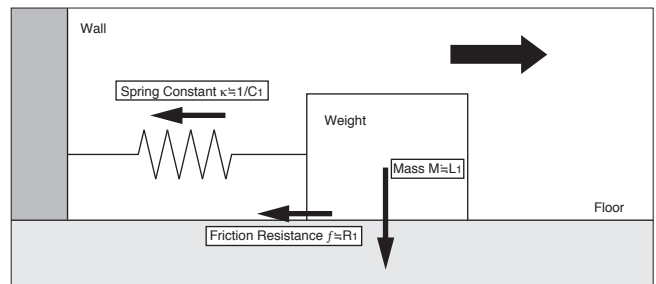 Wall
Spring Constant κ≒1/C1
Weight
Mass M≒L1
Floor
Friction Resistance f≒R1